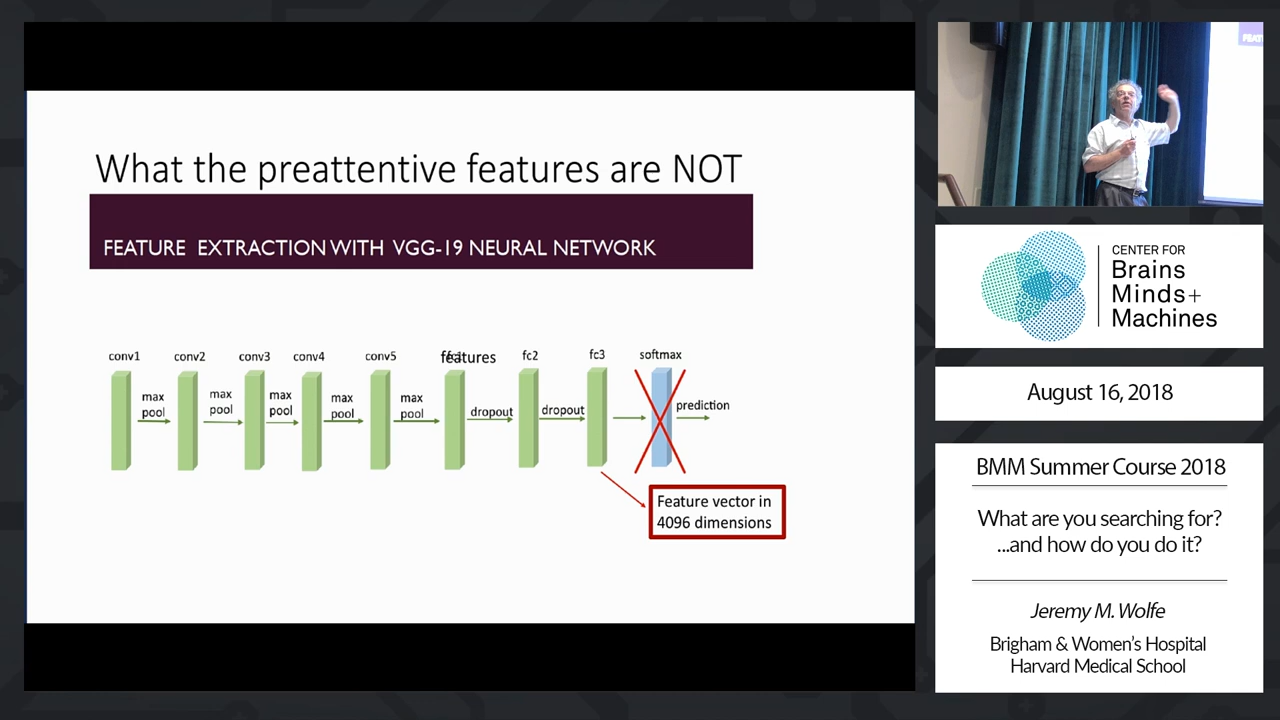 What the preattentive features are NOT
FEATURE EXTRACTION WITH VGG-19 NEURAL NETWORK
conv1 conv2 conv3 conv4 conv5 features fc2 fc3 softmax
max pool
max pool
max pool
max pool
max pool
dropout
dropout
prediction
Feature vector in
4096 dimensions
CENTER FOR
Brains
Minds+
Machines
August 16, 2018
BMM Summer Course 2018
What are you searching for?
...and how do you do it?
Jeremy M. Wolfe
Brigham & Women's Hospital
Harvard Medical School